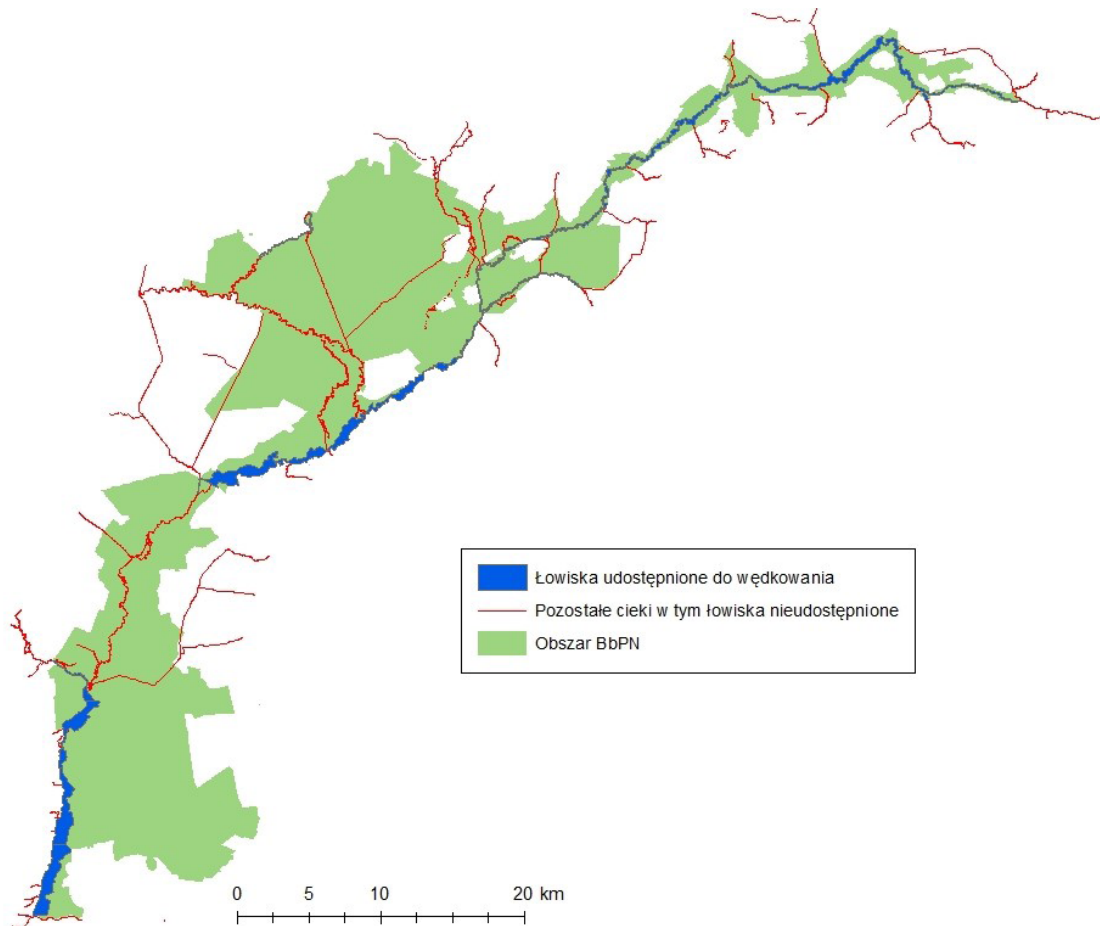 Łowiska udostępnione do wędkowania
Pozostałe cieki w tym łowiska nieudostępnione
Obszar BbPN
0 5 10 20 km